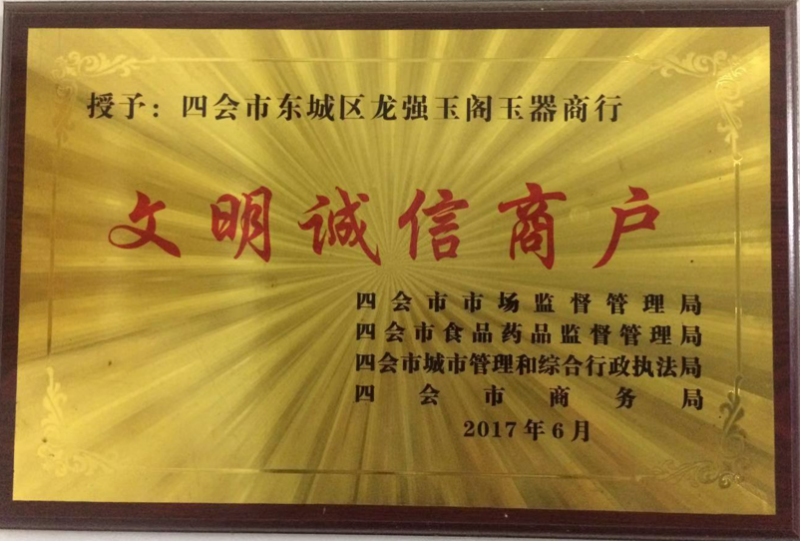 授予：四会市东城区龙强玉阁玉器商行
文明诚信商户
四会市市场监督管理局
四会市食品药品监督管理局
四会市城市管理和综合行政执法局
四会市商务局
2017年6月